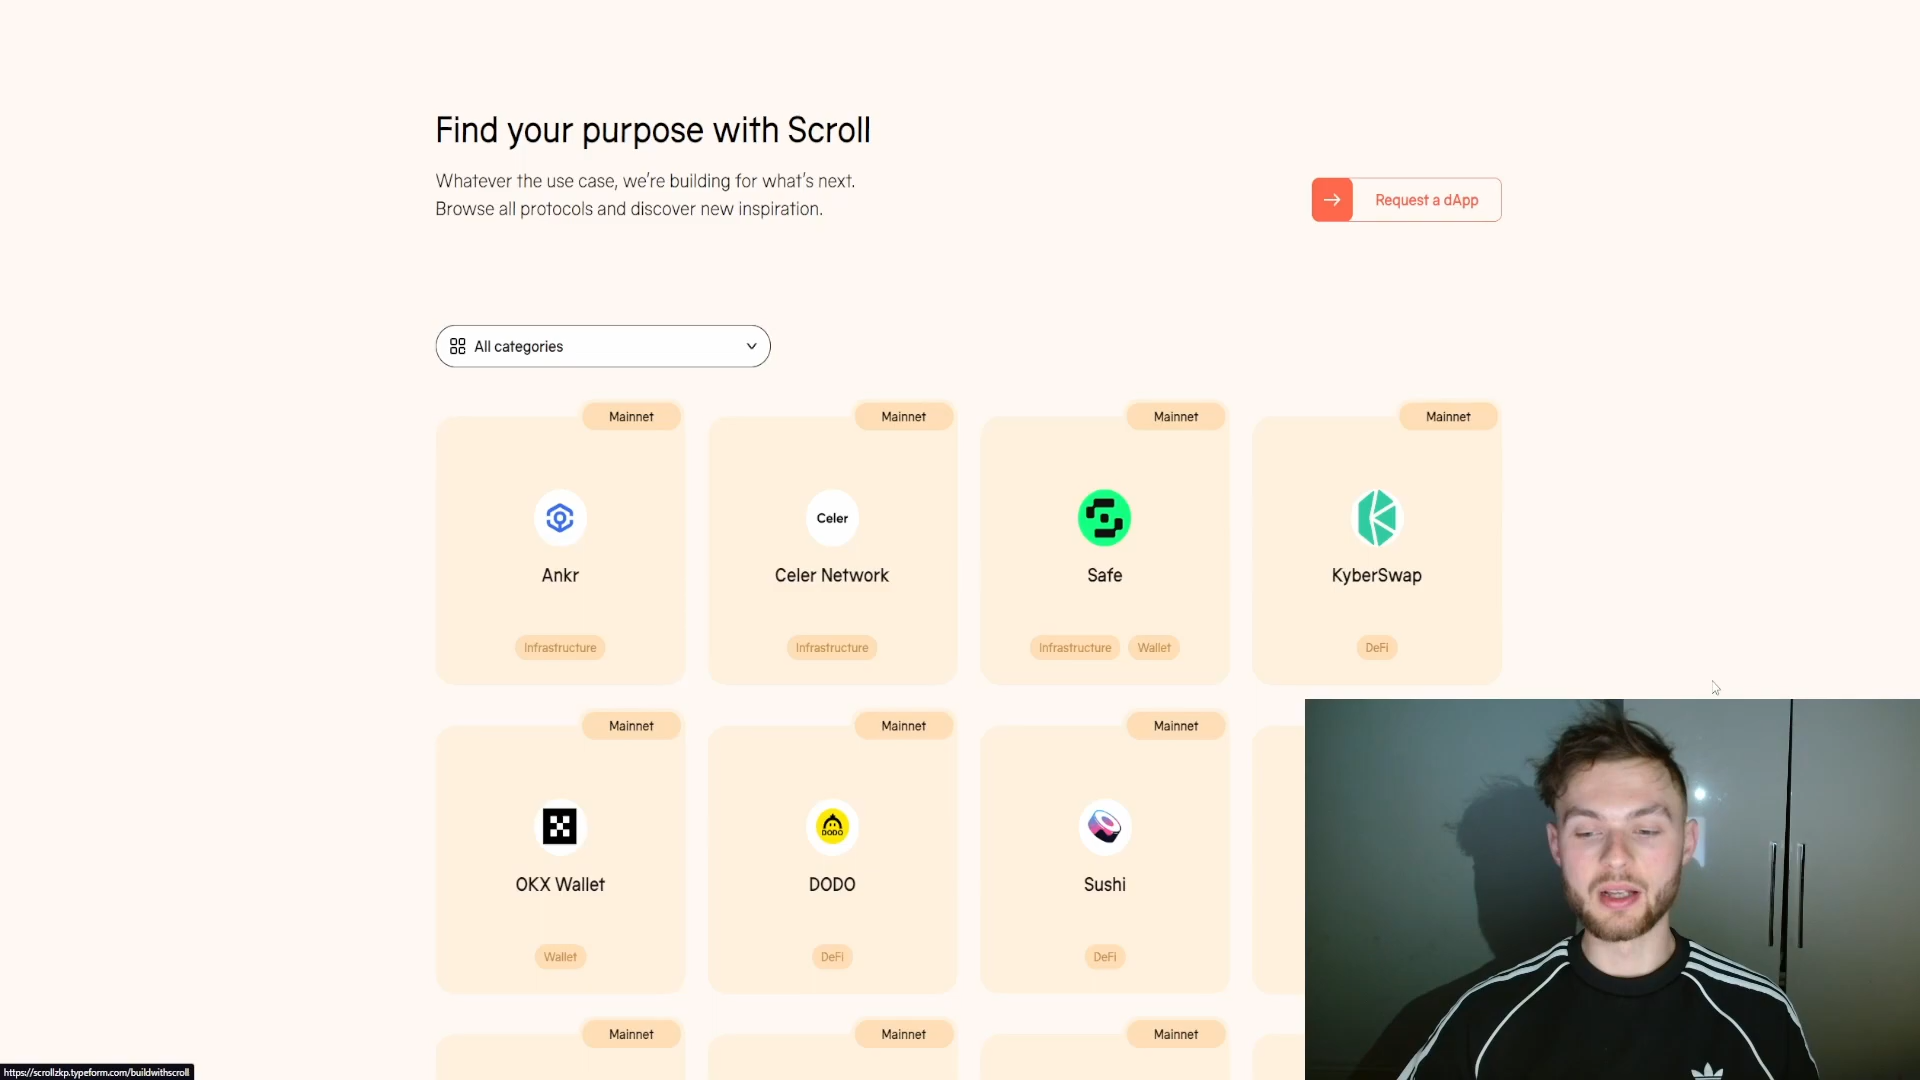 Find your purpose with Scroll
Whatever the use case, we're building for what's next.
Browse all protocols and discover new inspiration.
Request a dApp
All categories
Mainnet
Mainnet
Mainnet
Mainnet
Celer
Ankr
Celer Network
Safe
KyberSwap
Infrastructure
Infrastructure
Infrastructure
Wallet
DeFi
Mainnet
Mainnet
Mainnet
DODO
OKX Wallet
DODO
Sushi
Wallet
DeFi
DeFi
Mainnet
Mainnet
Mainnet
https://scrollzkp.typeform.com/buildwithscroll